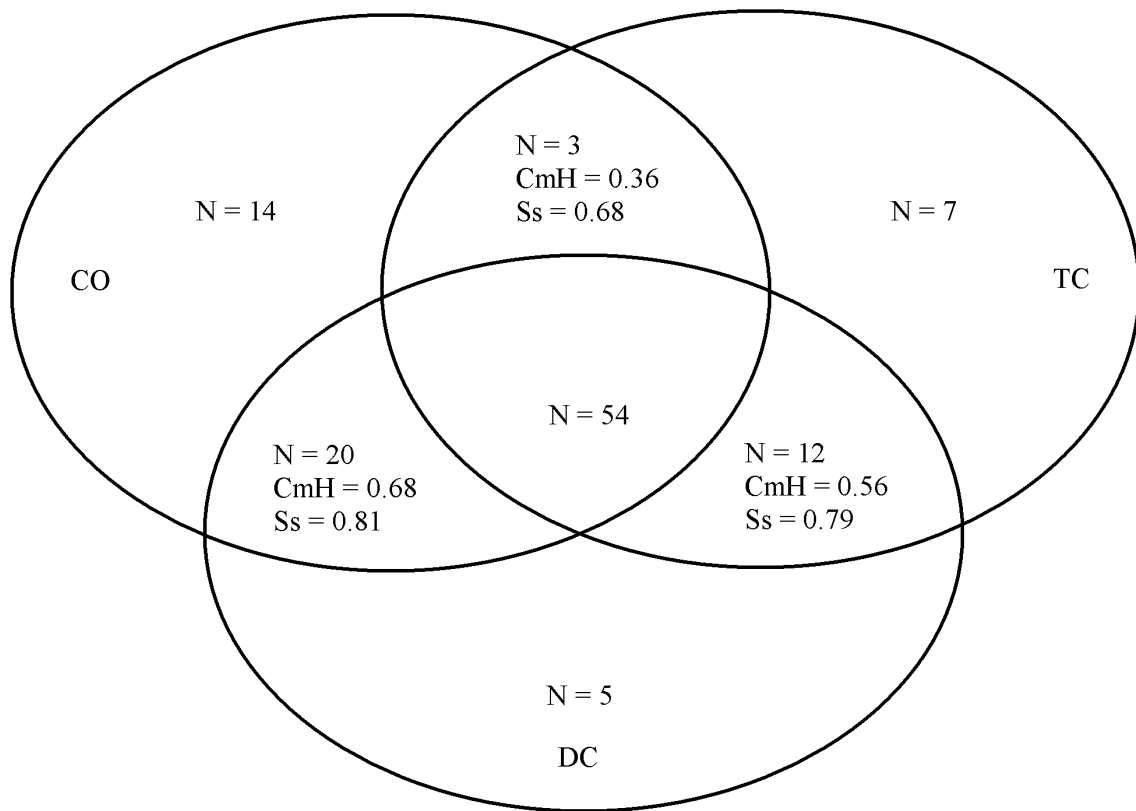 N = 3
CmH = 0.36
Ss = 0.68
N = 14
N = 7
CO
TC
N = 54
N = 20
CmH = 0.68
Ss = 0.81
N = 12
CmH = 0.56
Ss = 0.79
N = 5
DC